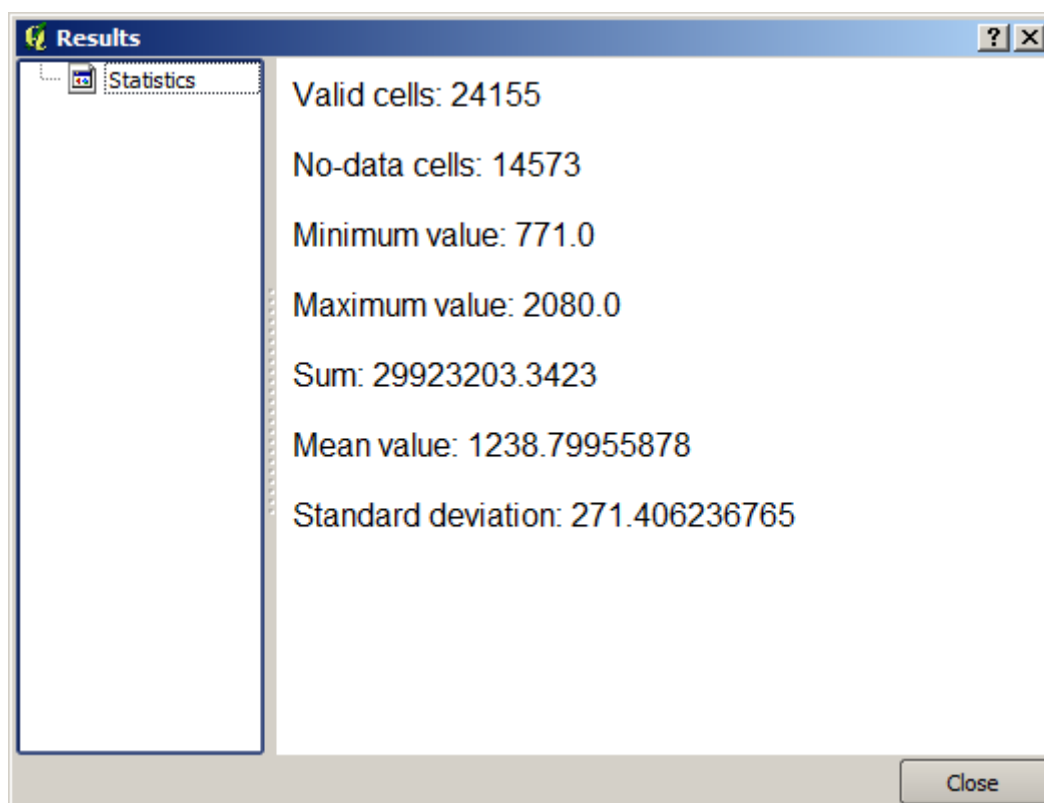 Results
Statistics
Valid cells: 24155
No-data cells: 14573
Minimum value: 771.0
Maximum value: 2080.0
Sum: 29923203.3423
Mean value: 1238.79955878
Standard deviation: 271.406236765
Close